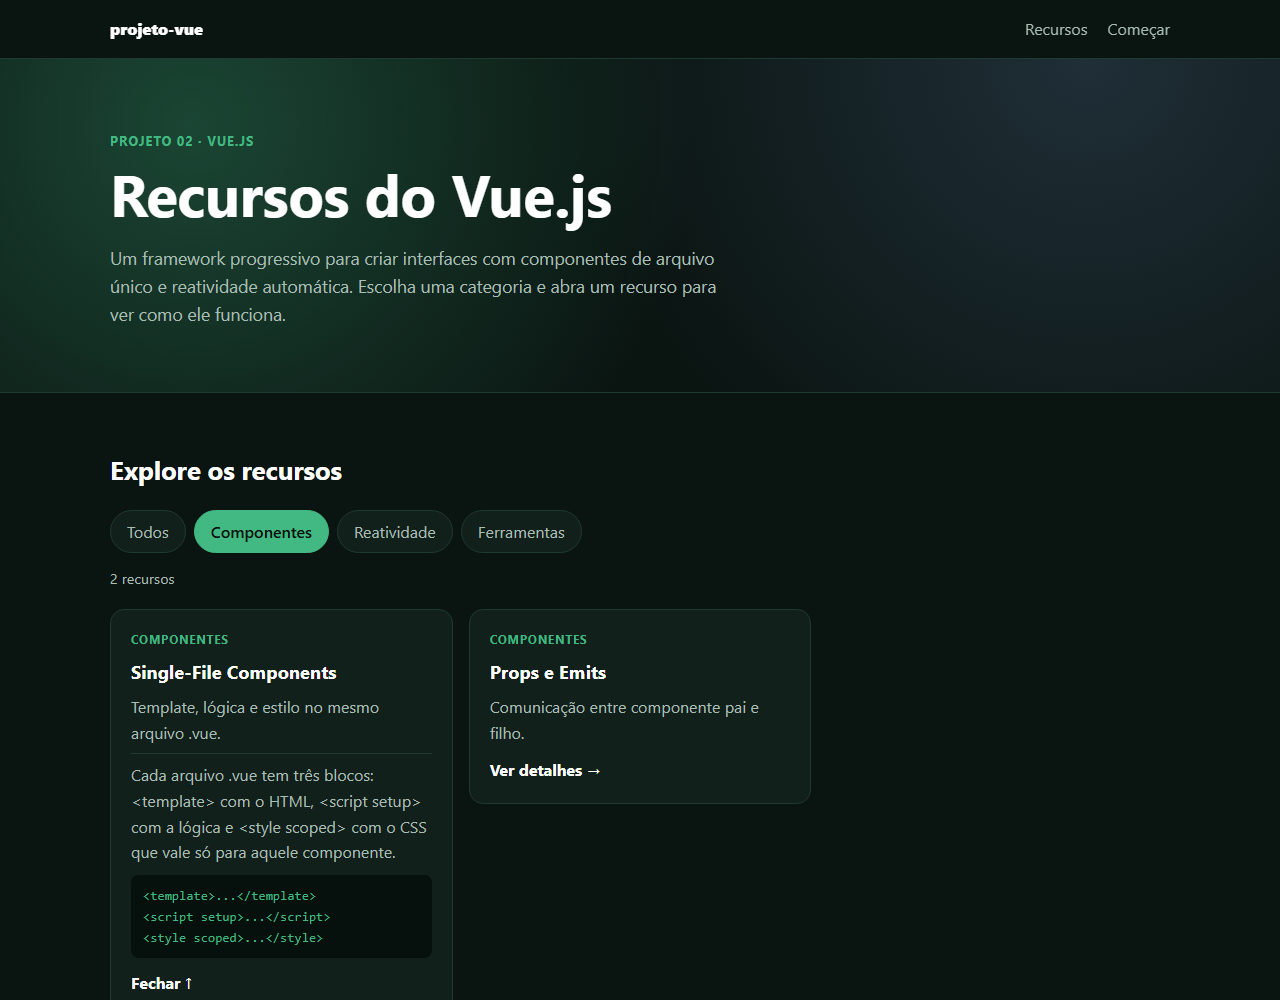 projeto-vue
Recursos Começar
PROJETO 02 · VUE.JS
Recursos do Vue.js
Um framework progressivo para criar interfaces com componentes de arquivo
único e reatividade automática. Escolha uma categoria e abra um recurso para
ver como ele funciona.
Explore os recursos
Todos Componentes Reatividade Ferramentas
2 recursos
COMPONENTES
Single-File Components
Template, lógica e estilo no mesmo
arquivo .vue.
Cada arquivo .vue tem três blocos:
<template> com o HTML, <script setup>
com a lógica e <style scoped> com o CSS
que vale só para aquele componente.
<template>...</template>
<script setup>...</script>
<style scoped>...</style>
Fechar ↑
COMPONENTES
Props e Emits
Comunicação entre componente pai e
filho.
Ver detalhes →